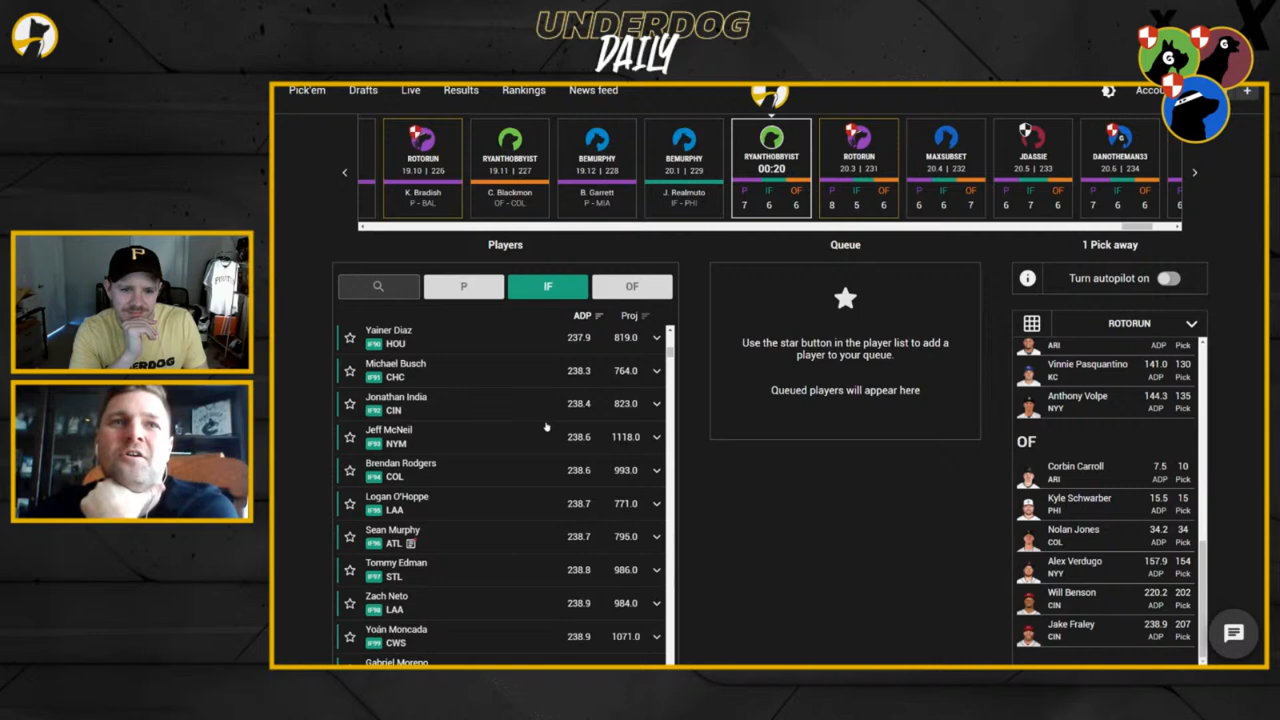 UNDERDOG
DAILY
Pick'em Drafts Live Results Rankings News feed Accou +
ROTORUN
19.10 | 226
K. Bradish
P - BAL
RYANTHOBBYIST
19.11 | 227
C. Blackmon
OF - COL
BEMURPHY
19.12 | 228
B. Garrett
P - MIA
BEMURPHY
20.1 | 229
J. Realmuto
IF - PHI
RYANTHOBBYIST
00:20
P IF OF
7 6 6
ROTORUN
20.3 | 231
P IF OF
8 5 6
MAXSUBSET
20.4 | 232
P IF OF
6 6 7
JDASSIE
20.5 | 233
P IF OF
6 7 6
DANOTHEMAN33
20.6 | 234
P IF OF
7 6 6
Players
P IF OF
ADP Proj
Yainer Diaz
IF90 HOU 237.9 819.0
Michael Busch
IF91 CHC 238.3 764.0
Jonathan India
IF92 CIN 238.4 823.0
Jeff McNeil
IF93 NYM 238.6 1118.0
Brendan Rodgers
IF94 COL 238.6 993.0
Logan O'Hoppe
IF95 LAA 238.7 771.0
Sean Murphy
IF96 ATL 238.7 795.0
Tommy Edman
IF97 STL 238.8 986.0
Zach Neto
IF98 LAA 238.9 984.0
Yoán Moncada
IF99 CWS 238.9 1071.0
Gabriel Moreno
Queue
Use the star button in the player list to add a
player to your queue.
Queued players will appear here
1 Pick away
Turn autopilot on
ROTORUN
ARI ADP Pick
Vinnie Pasquantino 141.0 130
KC ADP Pick
Anthony Volpe 144.3 135
NYY ADP Pick
OF
Corbin Carroll 7.5 10
ARI ADP Pick
Kyle Schwarber 15.5 15
PHI ADP Pick
Nolan Jones 34.2 34
COL ADP Pick
Alex Verdugo 157.9 154
NYY ADP Pick
Will Benson 220.2 202
CIN ADP Pick
Jake Fraley 238.9 207
CIN ADP Pick